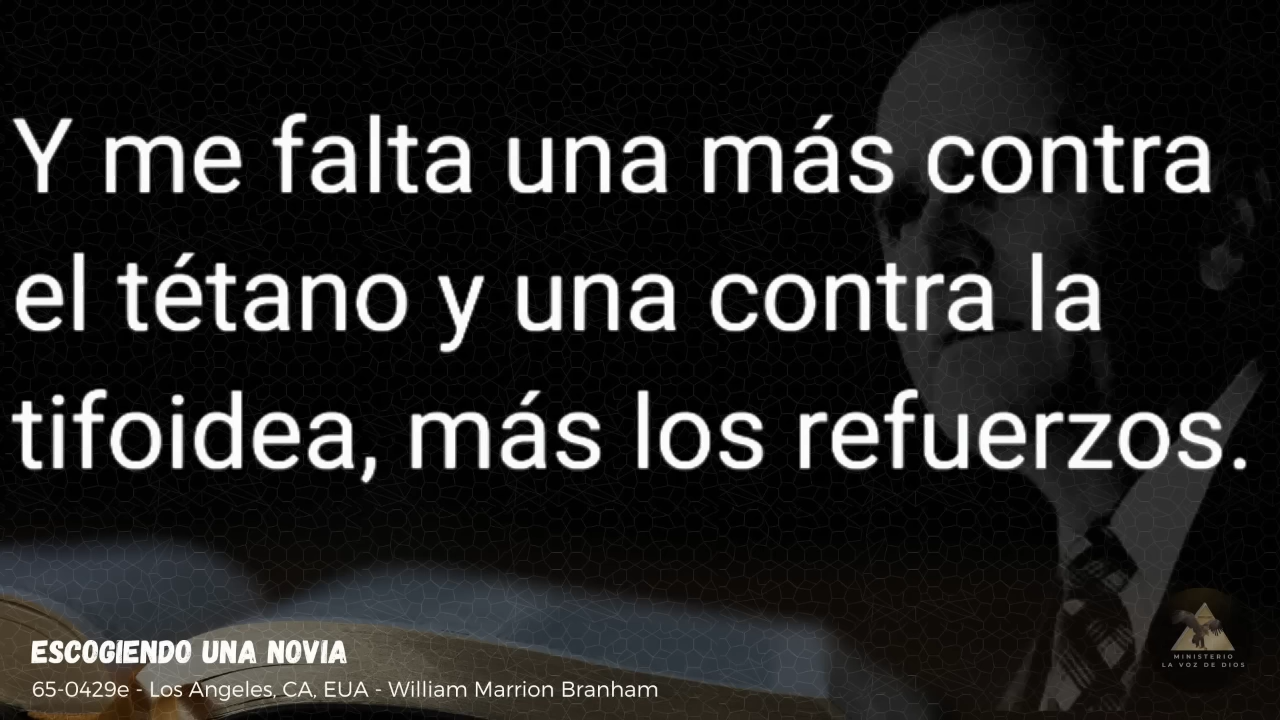 Y me falta una más contra
el tétano y una contra la
tifoidea, más los refuerzos.
ESCOGIENDO UNA NOVIA
65-0429e - Los Angeles, CA, EUA - William Marrion Branham
MINISTERIO
LA VOZ DE DIOS